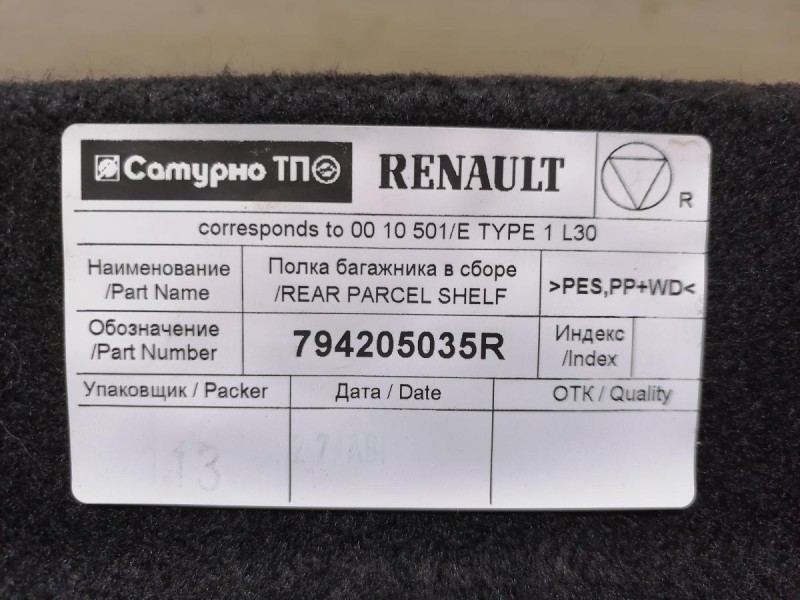 Сатурно ТП RENAULT
R
corresponds to 00 10 501/E TYPE 1 L30
Наименование
/Part Name
Полка багажника в сборе
/REAR PARCEL SHELF
>PES,PP+WD<
Обозначение
/Part Number
794205035R
Индекс
/Index
Упаковщик / Packer
Дата / Date
ОТК / Quality
13